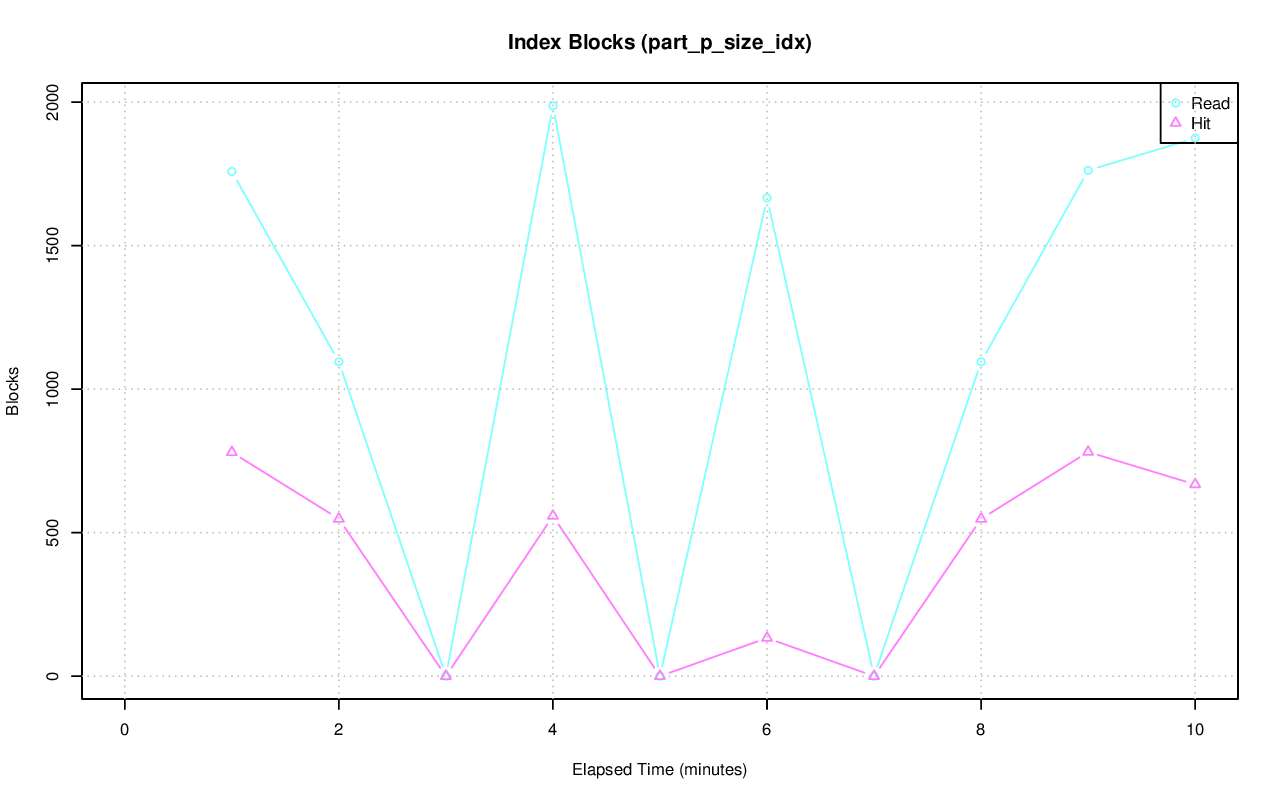 Index Blocks (part_p_size_idx)
Read
Hit
2000
1500
1000
500
0
Blocks
0 2 4 6 8 10
Elapsed Time (minutes)